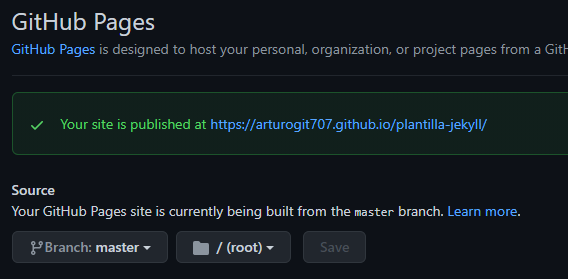 GitHub Pages
GitHub Pages is designed to host your personal, organization, or project pages from a GitH
Your site is published at https://arturogit707.github.io/plantilla-jekyll/
Source
Your GitHub Pages site is currently being built from the master branch. Learn more.
Branch: master
/ (root)
Save